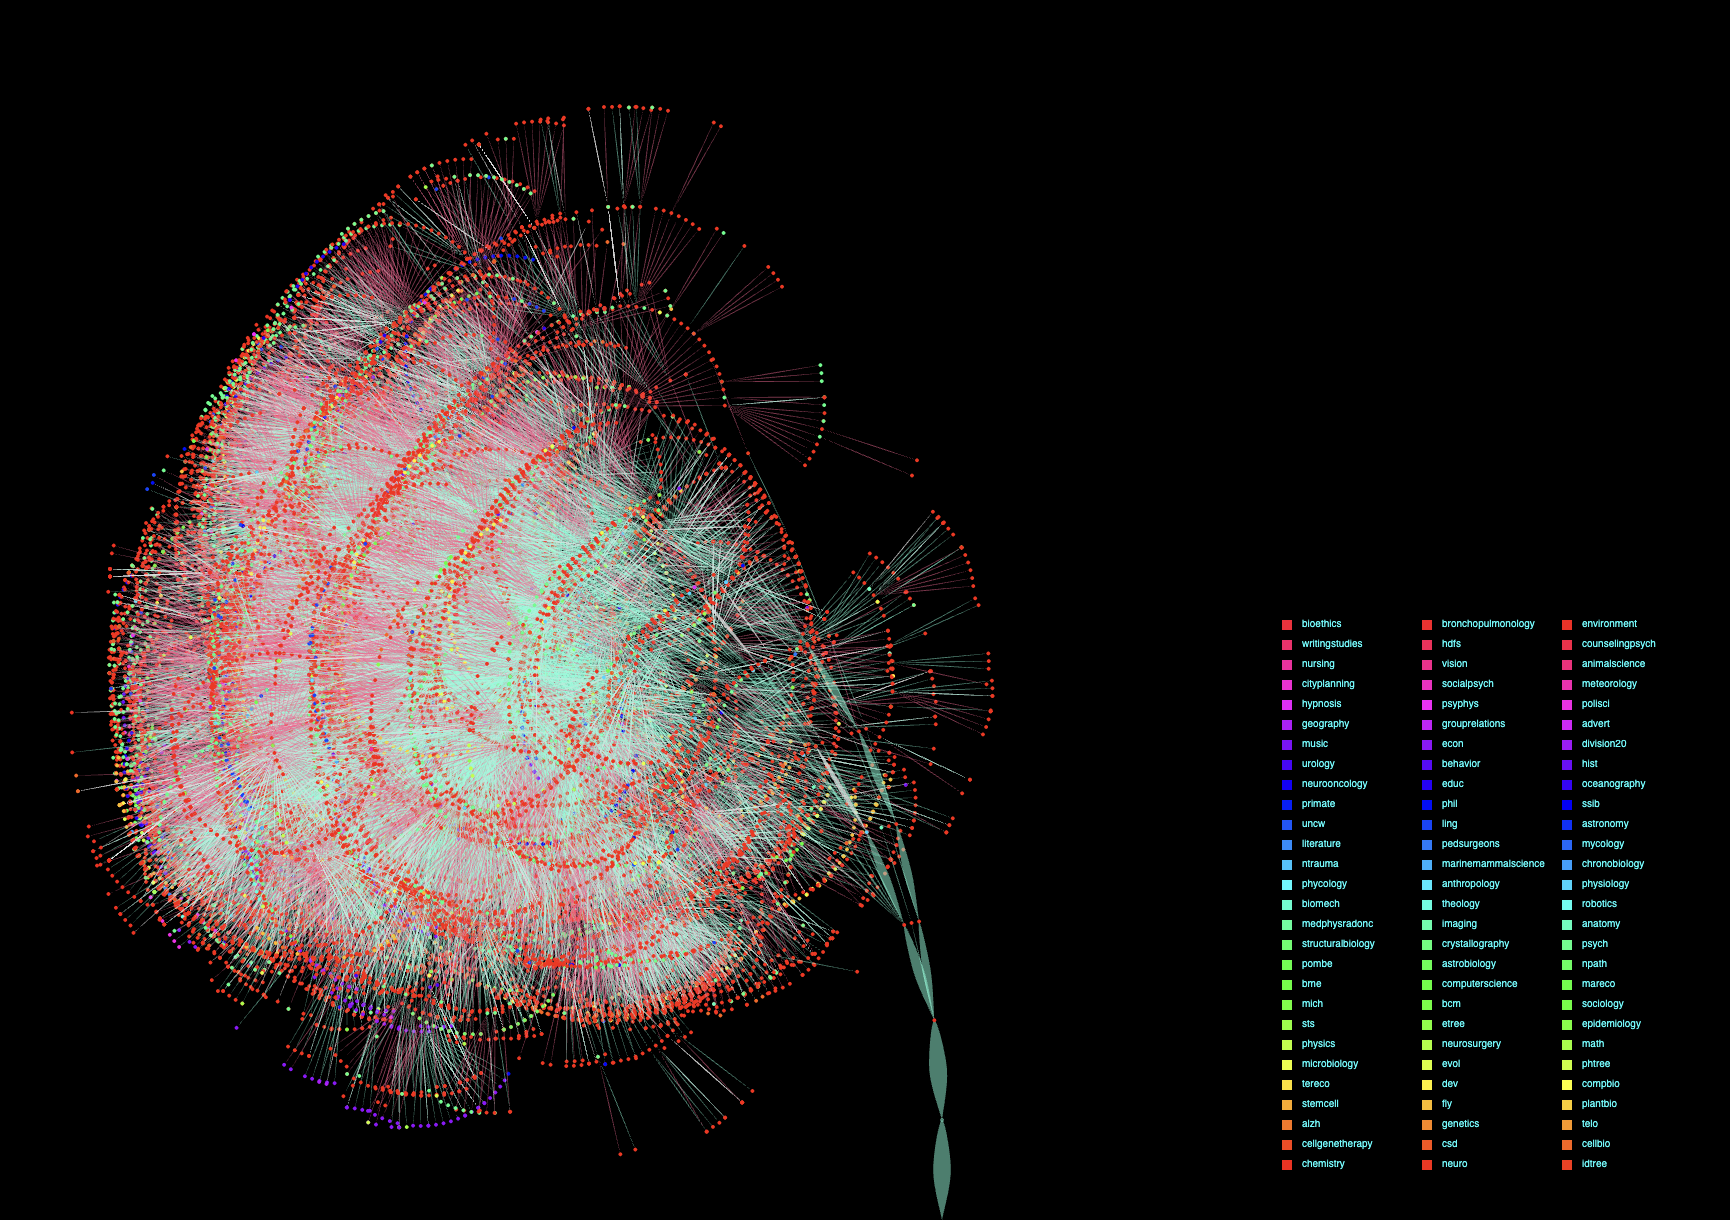 bioethics bronchopulmonology environment
writingstudies hdfs counselingpsych
nursing vision animalscience
cityplanning socialpsych meteorology
hypnosis psyphys polisci
geography grouprelations advert
music econ division20
urology behavior hist
neurooncology educ oceanography
primate phil ssib
uncw ling astronomy
literature pedsurgeons mycology
ntrauma marinemammalscience chronobiology
phycology anthropology physiology
biomech theology robotics
medphysradonc imaging anatomy
structuralbiology crystallography psych
pombe astrobiology npath
bme computerscience mareco
mich bcm sociology
sts etree epidemiology
physics neurosurgery math
microbiology evol phtree
tereco dev compbio
stemcell fly plantbio
alzh genetics telo
cellgenetherapy csd cellbio
chemistry neuro idtree